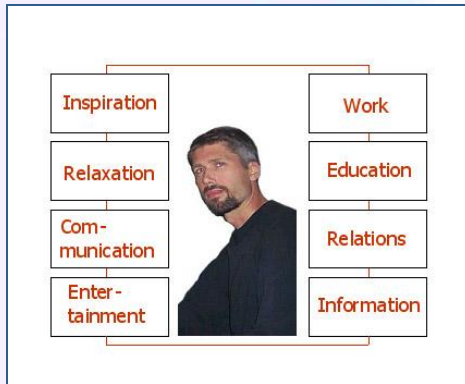 Inspiration
Relaxation
Com-
munication
Enter-
tainment
Work
Education
Relations
Information